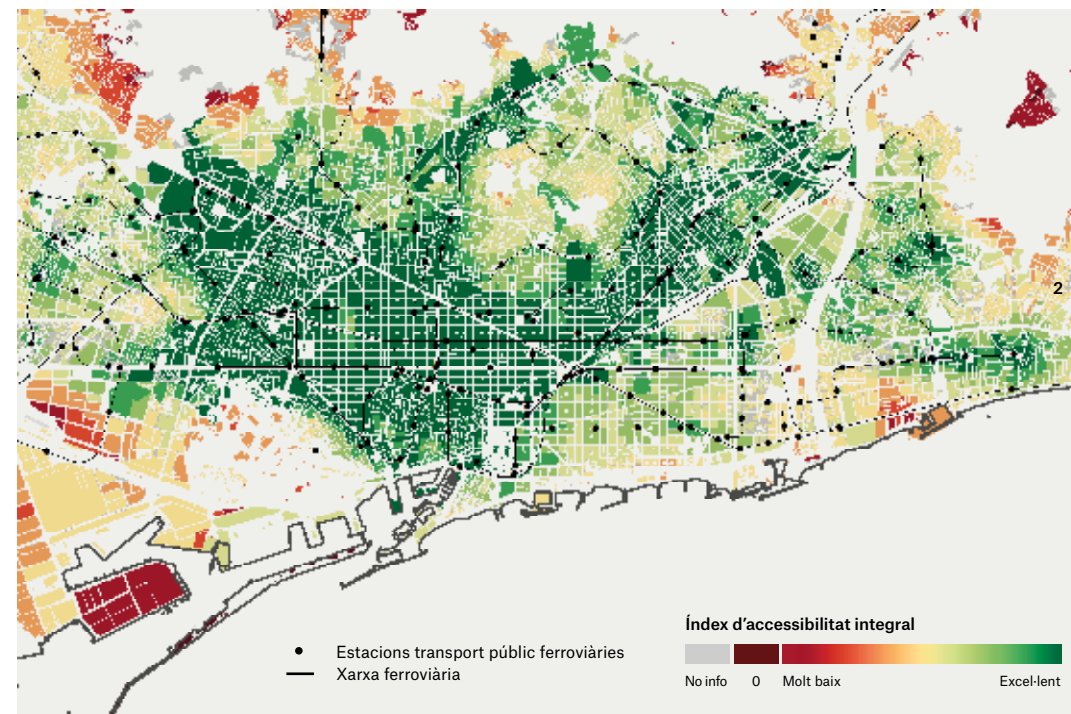 2
Índex d’accessibilitat integral
Estacions transport públic ferroviàries
Xarxa ferroviària
No info 0 Molt baix Excel·lent